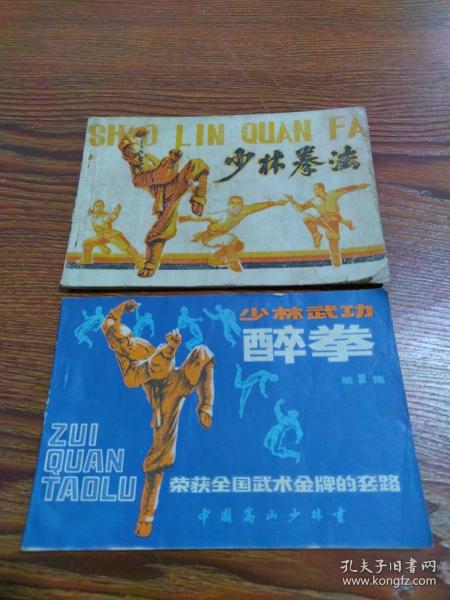 SHAO LIN QUAN FA
少林拳法
少林武功
醉拳
第II集
ZUI
QUAN
TAOLU
荣获全国武术金牌的套路
中国嵩山少林寺
孔夫子旧书网
www.kongfz.com